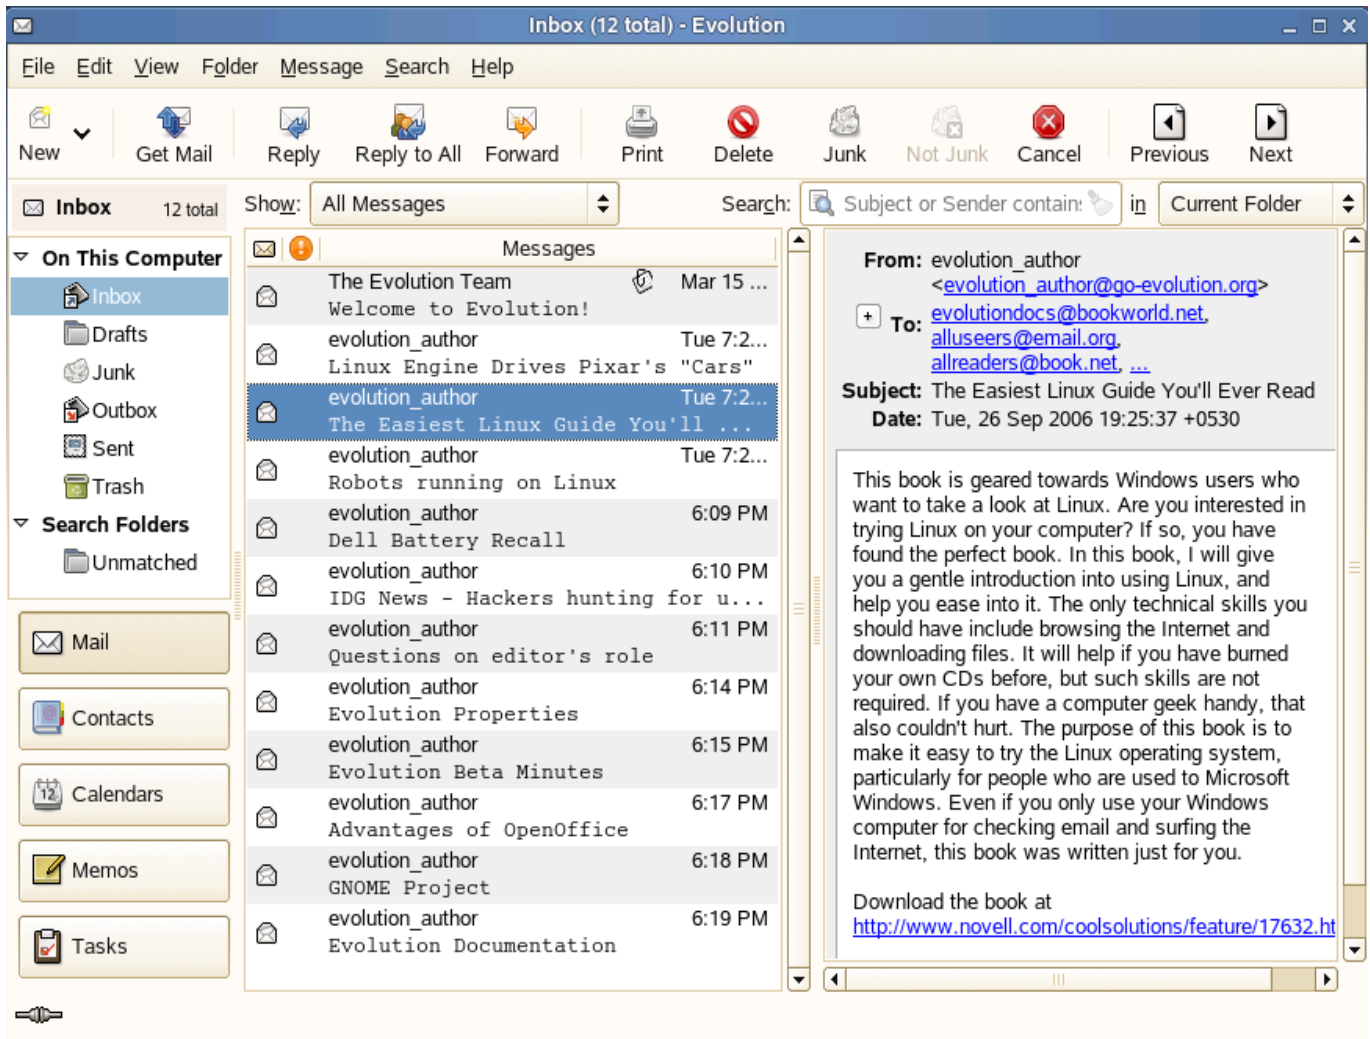 Inbox (12 total) - Evolution
File Edit View Folder Message Search Help
New Get Mail Reply Reply to All Forward Print Delete Junk Not Junk Cancel Previous Next
Inbox 12 total
Show: All Messages Search: Subject or Sender contains in Current Folder
On This Computer
Inbox
Drafts
Junk
Outbox
Sent
Trash
Search Folders
Unmatched
Mail
Contacts
12
Calendars
Memos
Tasks
Messages
The Evolution Team Mar 15 ...
Welcome to Evolution!
evolution_author Tue 7:2...
Linux Engine Drives Pixar's "Cars"
evolution_author Tue 7:2...
The Easiest Linux Guide You'll ...
evolution_author Tue 7:2...
Robots running on Linux
evolution_author 6:09 PM
Dell Battery Recall
evolution_author 6:10 PM
IDG News - Hackers hunting for u...
evolution_author 6:11 PM
Questions on editor's role
evolution_author 6:14 PM
Evolution Properties
evolution_author 6:15 PM
Evolution Beta Minutes
evolution_author 6:17 PM
Advantages of OpenOffice
evolution_author 6:18 PM
GNOME Project
evolution_author 6:19 PM
Evolution Documentation
From: evolution_author
<evolution_author@go-evolution.org>
To: evolutiondocs@bookworld.net,
alluseers@email.org,
allreaders@book.net, ...
Subject: The Easiest Linux Guide You'll Ever Read
Date: Tue, 26 Sep 2006 19:25:37 +0530
This book is geared towards Windows users who
want to take a look at Linux. Are you interested in
trying Linux on your computer? If so, you have
found the perfect book. In this book, I will give
you a gentle introduction into using Linux, and
help you ease into it. The only technical skills you
should have include browsing the Internet and
downloading files. It will help if you have burned
your own CDs before, but such skills are not
required. If you have a computer geek handy, that
also couldn't hurt. The purpose of this book is to
make it easy to try the Linux operating system,
particularly for people who are used to Microsoft
Windows. Even if you only use your Windows
computer for checking email and surfing the
Internet, this book was written just for you.
Download the book at
http://www.novell.com/coolsolutions/feature/17632.ht